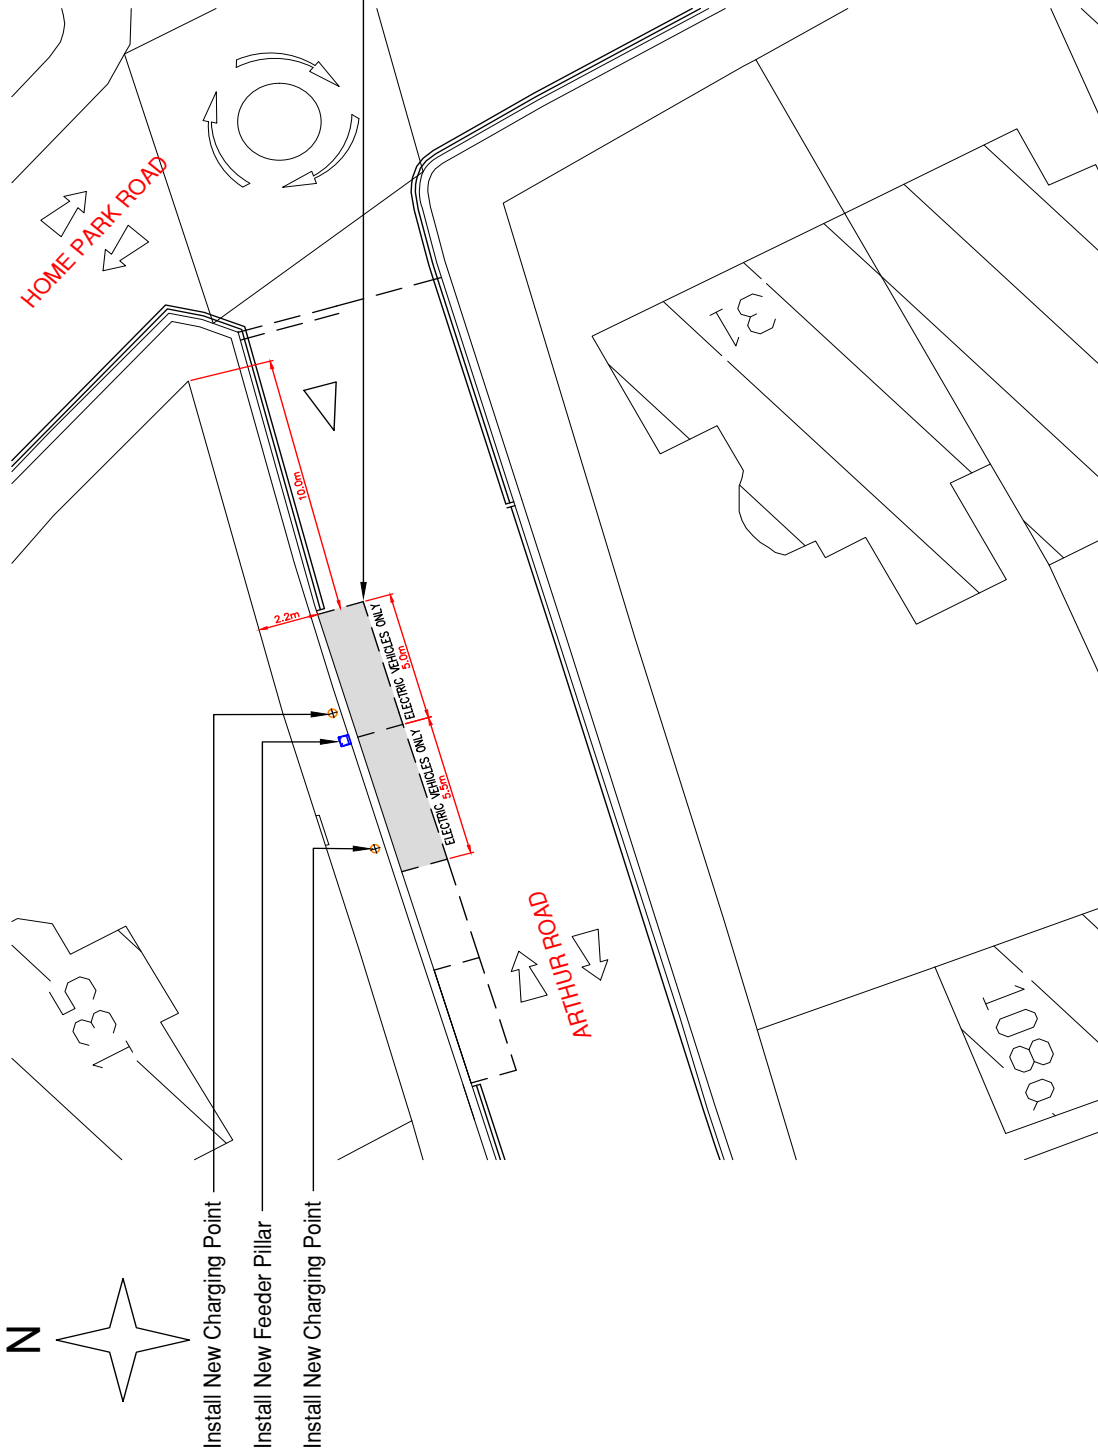 N
HOME PARK ROAD
31
10.0m
2.2m
ELECTRIC VEHICLES ONLY
5.0m
ELECTRIC VEHICLES ONLY
5.5m
ARTHUR ROAD
135
108
Install New Charging Point
Install New Feeder Pillar
Install New Charging Point